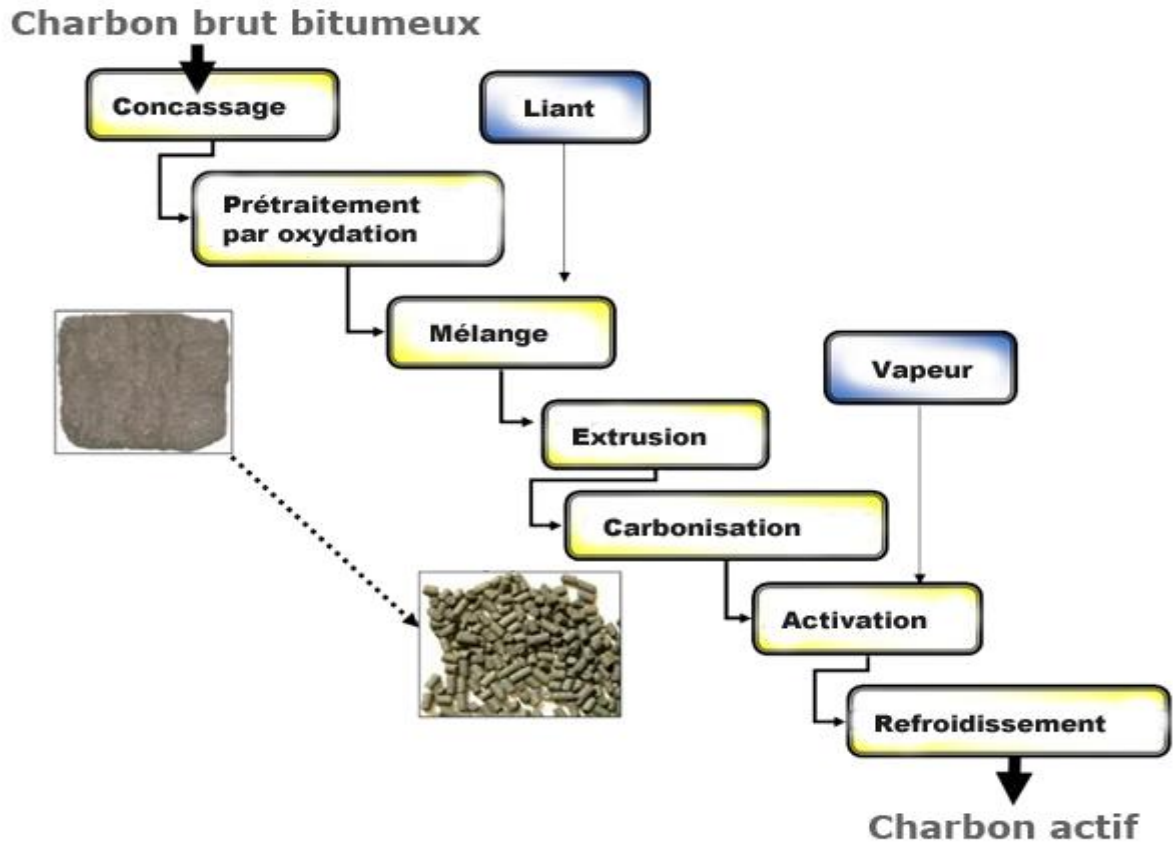 Charbon brut bitumeux
Concassage
Liant
Prétraitement
par oxydation
Mélange
Vapeur
Extrusion
Carbonisation
Activation
Refroidissement
Charbon actif